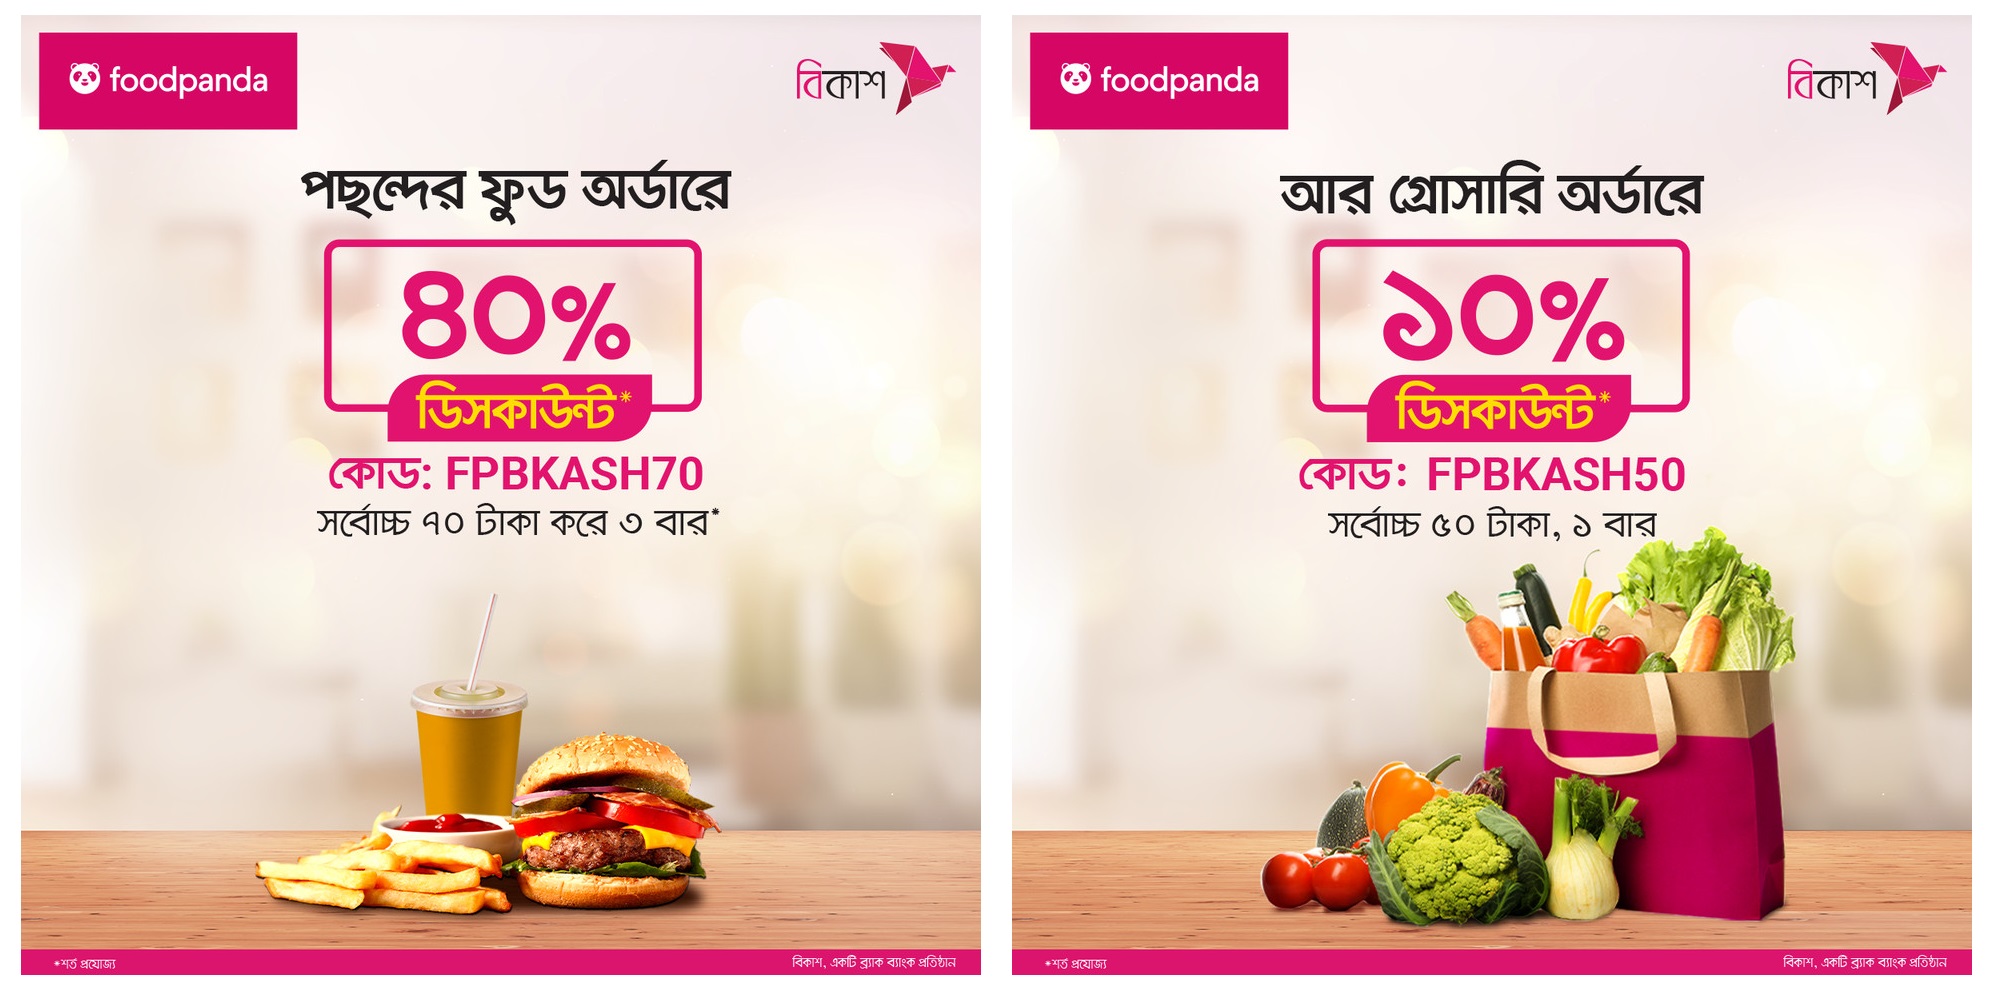 foodpanda
বিকাশ
পছন্দের ফুড অর্ডারে
৪০%
ডিসকাউন্ট*
কোড: FPBKASH70
সর্বোচ্চ ৭০ টাকা করে ৩ বার*
*শর্ত প্রযোজ্য
বিকাশ, একটি ব্র্যাক ব্যাংক প্রতিষ্ঠান
foodpanda
বিকাশ
আর গ্রোসারি অর্ডারে
১০%
ডিসকাউন্ট*
কোড: FPBKASH50
সর্বোচ্চ ৫০ টাকা, ১ বার
*শর্ত প্রযোজ্য
বিকাশ, একটি ব্র্যাক ব্যাংক প্রতিষ্ঠান